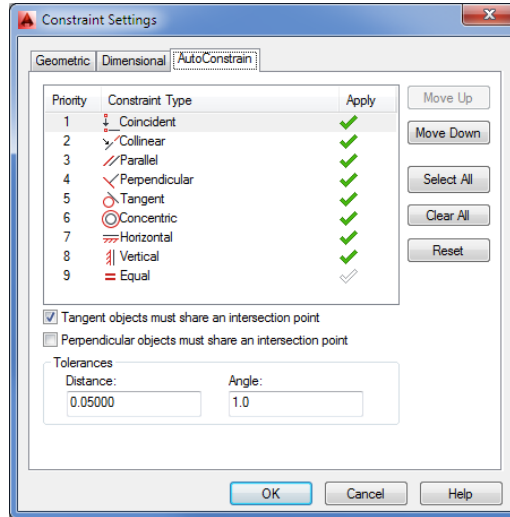 Constraint Settings
Geometric Dimensional AutoConstrain
Priority Constraint Type Apply Move Up
1 Coincident
2 Collinear Move Down
3 Parallel
4 Perpendicular Select All
5 Tangent
6 Concentric Clear All
7 Horizontal
8 Vertical Reset
9 Equal
Tangent objects must share an intersection point
Perpendicular objects must share an intersection point
Tolerances
Distance: Angle:
0.05000 1.0
OK Cancel Help